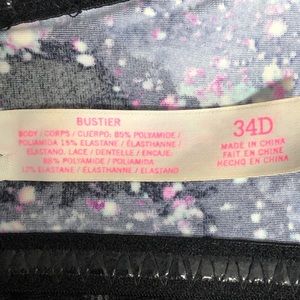 BUSTIER
BODY / CORPS / CUERPO: 85% POLYAMIDE /
POLIAMIDA 15% ELASTANE / ÉLASTHANNE /
ELASTANO. LACE / DENTELLE / ENCAJE:
88% POLYAMIDE / POLIAMIDA
12% ELASTANE / ÉLASTHANNE / ELASTANO
34D
MADE IN CHINA
FAIT EN CHINE
HECHO EN CHINA